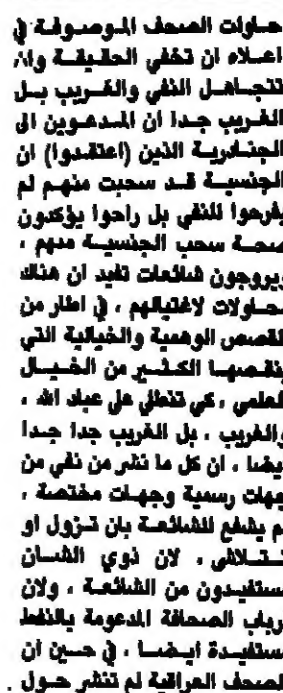 حاولت الصحف الموصوفة في
اعلاه ان تخفي الحقيقة وان
تتجاهل النفي والغريب بل
الغريب جدا ان المدعوين الى
الجنادرية الذين (اعتقدوا) ان
الجنسية قد سحبت منهم لم
يفرحوا للنفي بل راحوا يؤكدون
صحة سحب الجنسية منهم ،
ويروجون شائعات تفيد ان هناك
محاولات لاغتيالهم ، في اطار من
القصص الوهمية والخيالية التي
ينقصها الكثير من الخيال
العلمي ، كي تنطلي على عباد الله ،
والغريب ، بل الغريب جدا جدا
ايضا ، ان كل ما نشر من نفي من
جهات رسمية وجهات مختصة ،
لم يشفع للشائعة بان تزول او
تتلاشى ، لان ذوي الشان
مستفيدون من الشائعة ، ولان
ارباب الصحافة المدعومة بالنفط
مستفيدة ايضا ، في حسين ان
الصحف العراقية لم تنشر حول